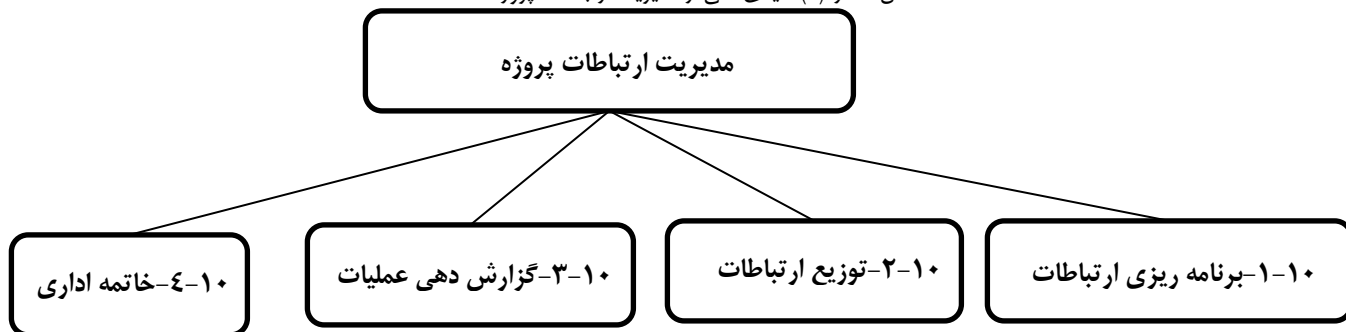 مدیریت ارتباطات پروژه
۱۰-۱-برنامه ریزی ارتباطات
۱۰-۲-توزیع ارتباطات
۱۰-۳-گزارش دهی عملیات
۱۰-٤-خاتمه اداری